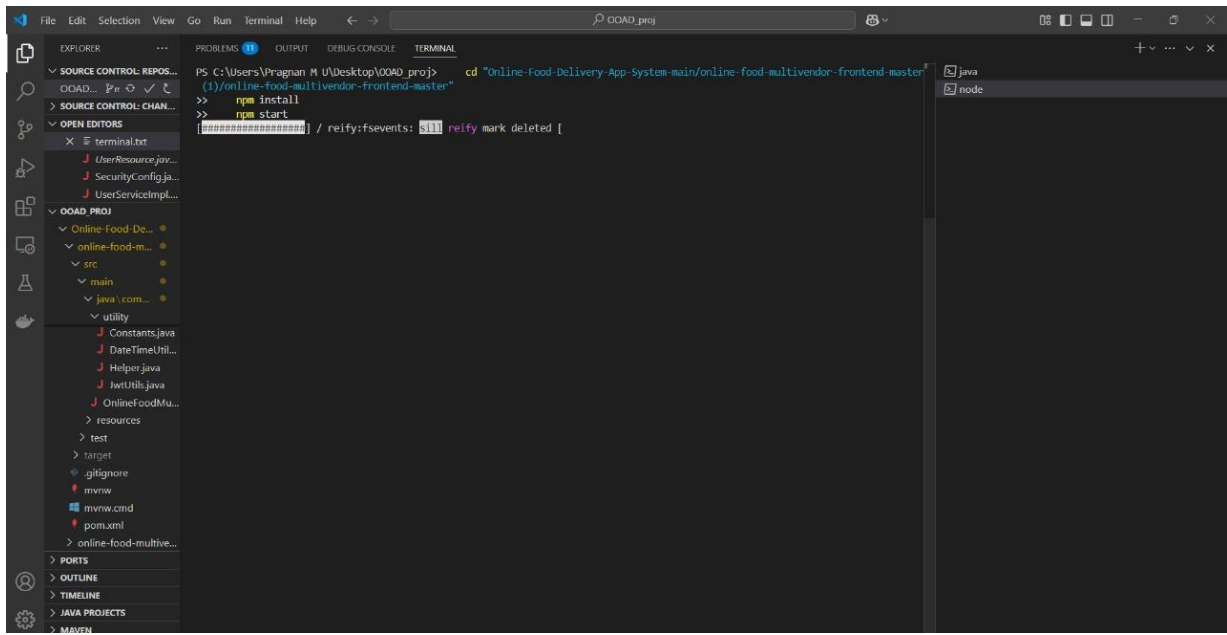 File Edit Selection View Go Run Terminal Help
OOAD_proj
EXPLORER
SOURCE CONTROL: REPOS...
OOAD...
SOURCE CONTROL: CHAN...
OPEN EDITORS
terminal.txt
UserResource.jav...
SecurityConfig.ja...
UserServiceImpl....
OOAD_PROJ
Online-Food-De...
online-food-m...
src
main
java\com...
utility
Constants.java
DateTimeUtil...
Helper.java
JwtUtils.java
OnlineFoodMu...
resources
test
target
.gitignore
mvnw
mvnw.cmd
pom.xml
online-food-multive...
PORTS
OUTLINE
TIMELINE
JAVA PROJECTS
MAVEN
PROBLEMS 11 OUTPUT DEBUG CONSOLE TERMINAL
PS C:\Users\Pragnan M U\Desktop\OOAD_proj> cd "Online-Food-Delivery-App-System-main/online-food-multivendor-frontend-master
(1)/online-food-multivendor-frontend-master"
>> npm install
>> npm start
[##################] / reify:fsevents: sill reify mark deleted [
java
node